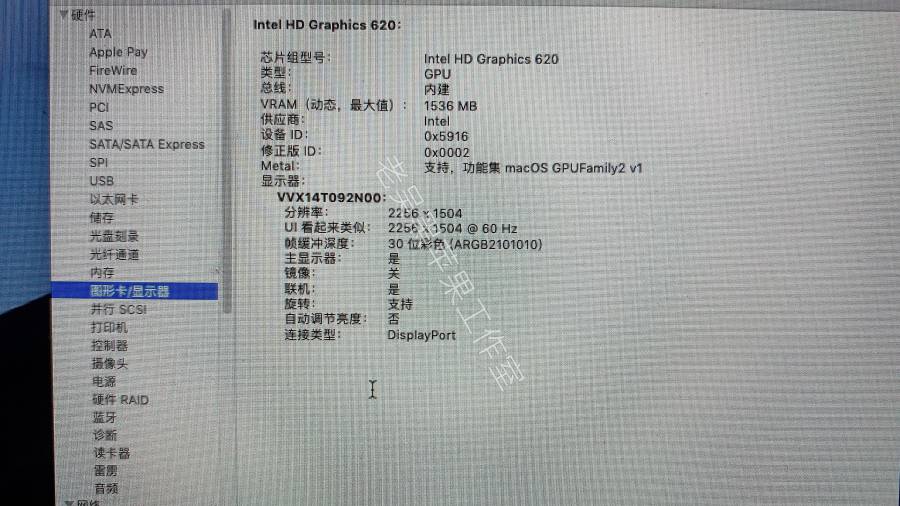 硬件
ATA
Apple Pay
FireWire
NVMExpress
PCI
SAS
SATA/SATA Express
SPI
USB
以太网卡
储存
光盘刻录
光纤通道
内存
图形卡/显示器
并行 SCSI
打印机
控制器
摄像头
电源
硬件 RAID
蓝牙
诊断
读卡器
雷雳
音频
网络
Intel HD Graphics 620:
芯片组型号: Intel HD Graphics 620
类型: GPU
总线: 内建
VRAM（动态，最大值）: 1536 MB
供应商: Intel
设备 ID: 0x5916
修正版 ID: 0x0002
Metal: 支持，功能集 macOS GPUFamily2 v1
显示器:
VVX14T092N00:
分辨率: 2256 x 1504
UI 看起来类似: 2256 x 1504 @ 60 Hz
帧缓冲深度: 30 位彩色 (ARGB2101010)
主显示器: 是
镜像: 关
联机: 是
旋转: 支持
自动调节亮度: 否
连接类型: DisplayPort
老吴黑苹果工作室